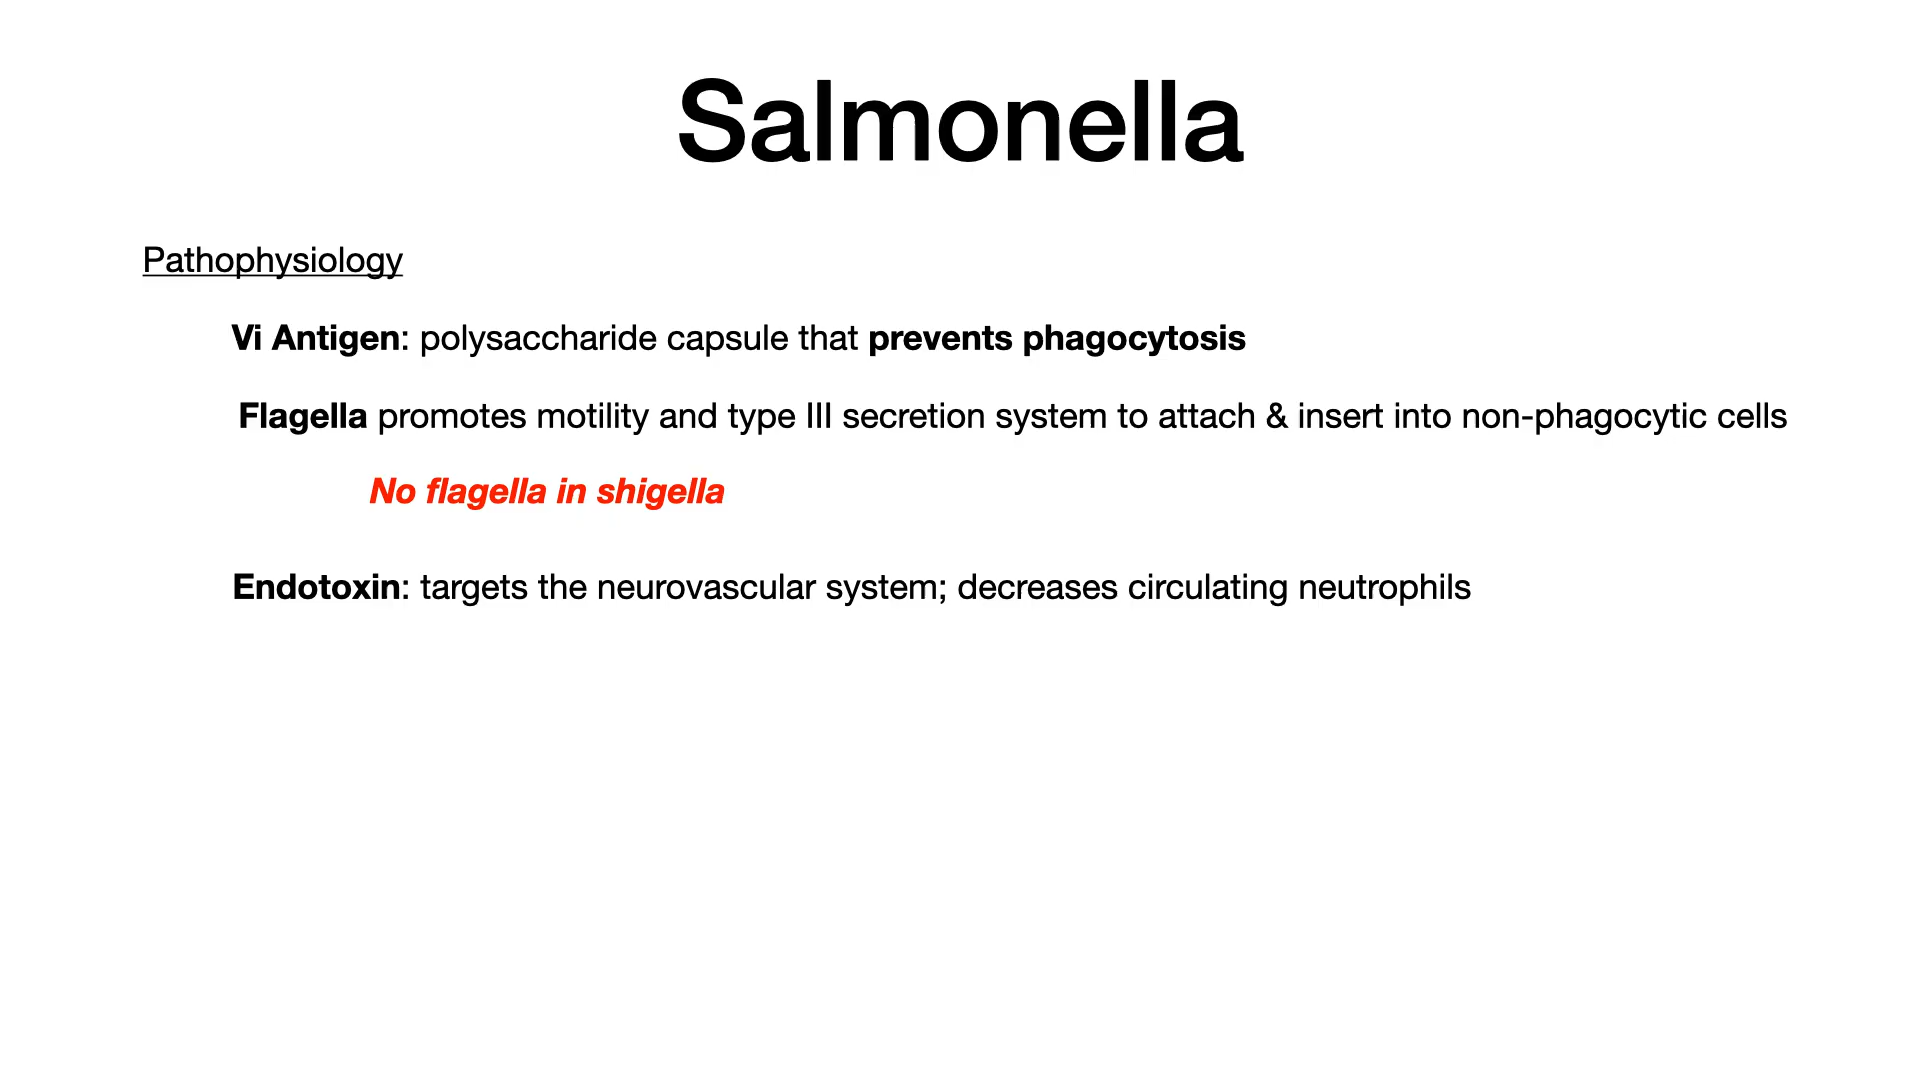 Salmonella
Pathophysiology
Vi Antigen: polysaccharide capsule that prevents phagocytosis
Flagella promotes motility and type III secretion system to attach & insert into non-phagocytic cells
No flagella in shigella
Endotoxin: targets the neurovascular system; decreases circulating neutrophils